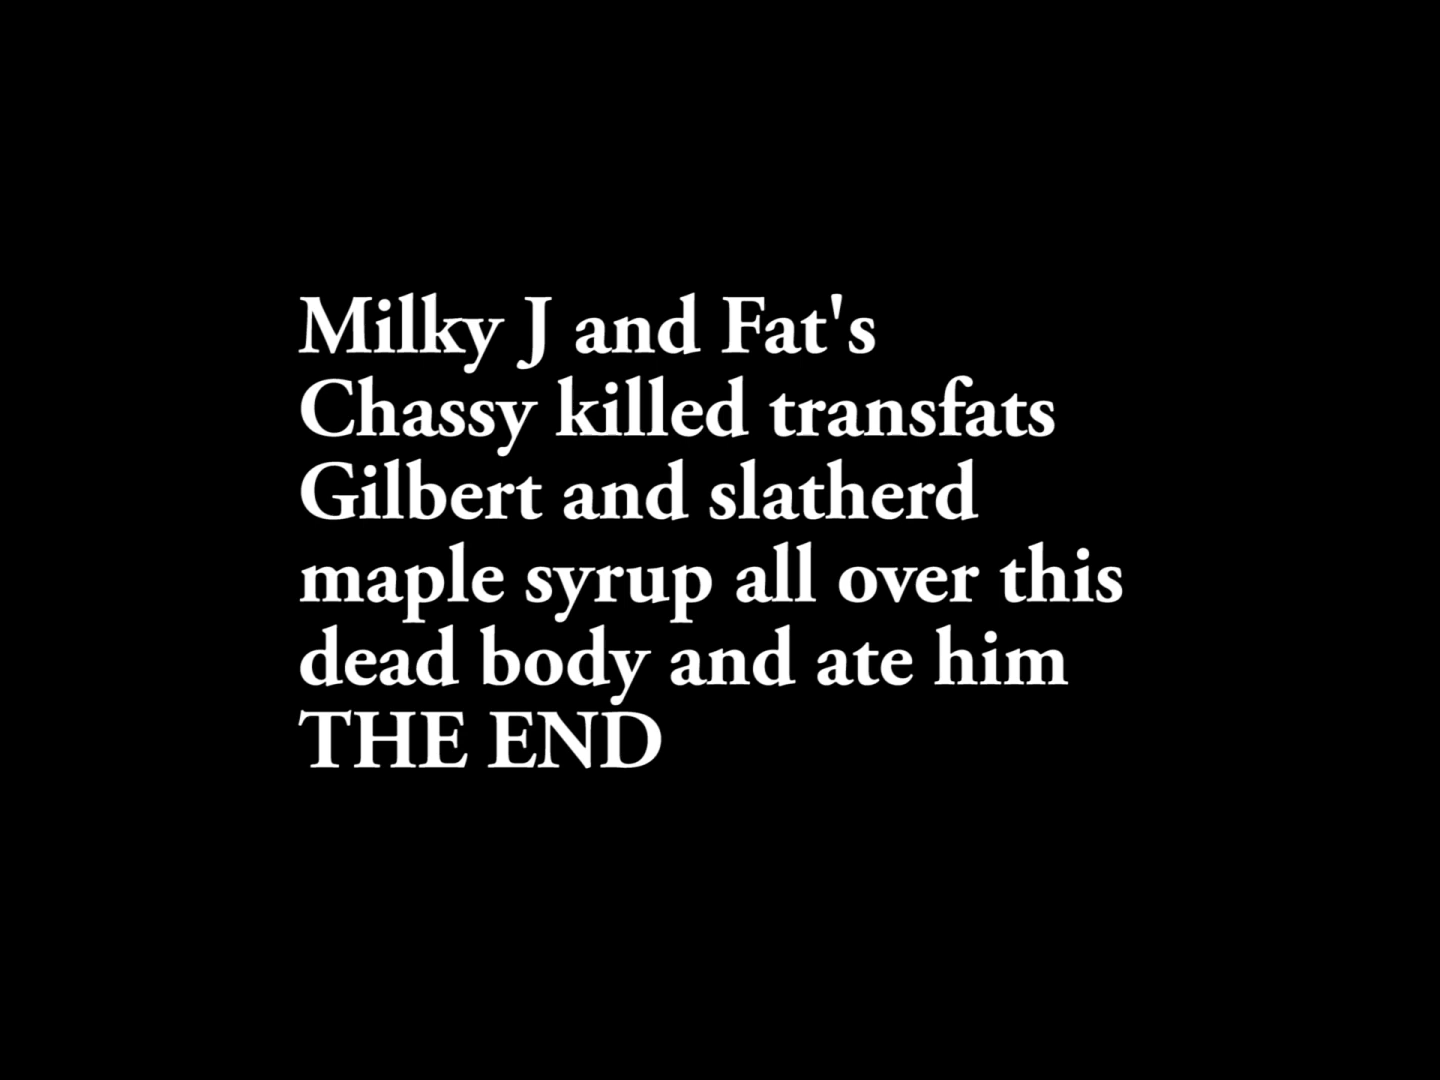 Milky J and Fat's
Chassy killed transfats
Gilbert and slatherd
maple syrup all over this
dead body and ate him
THE END